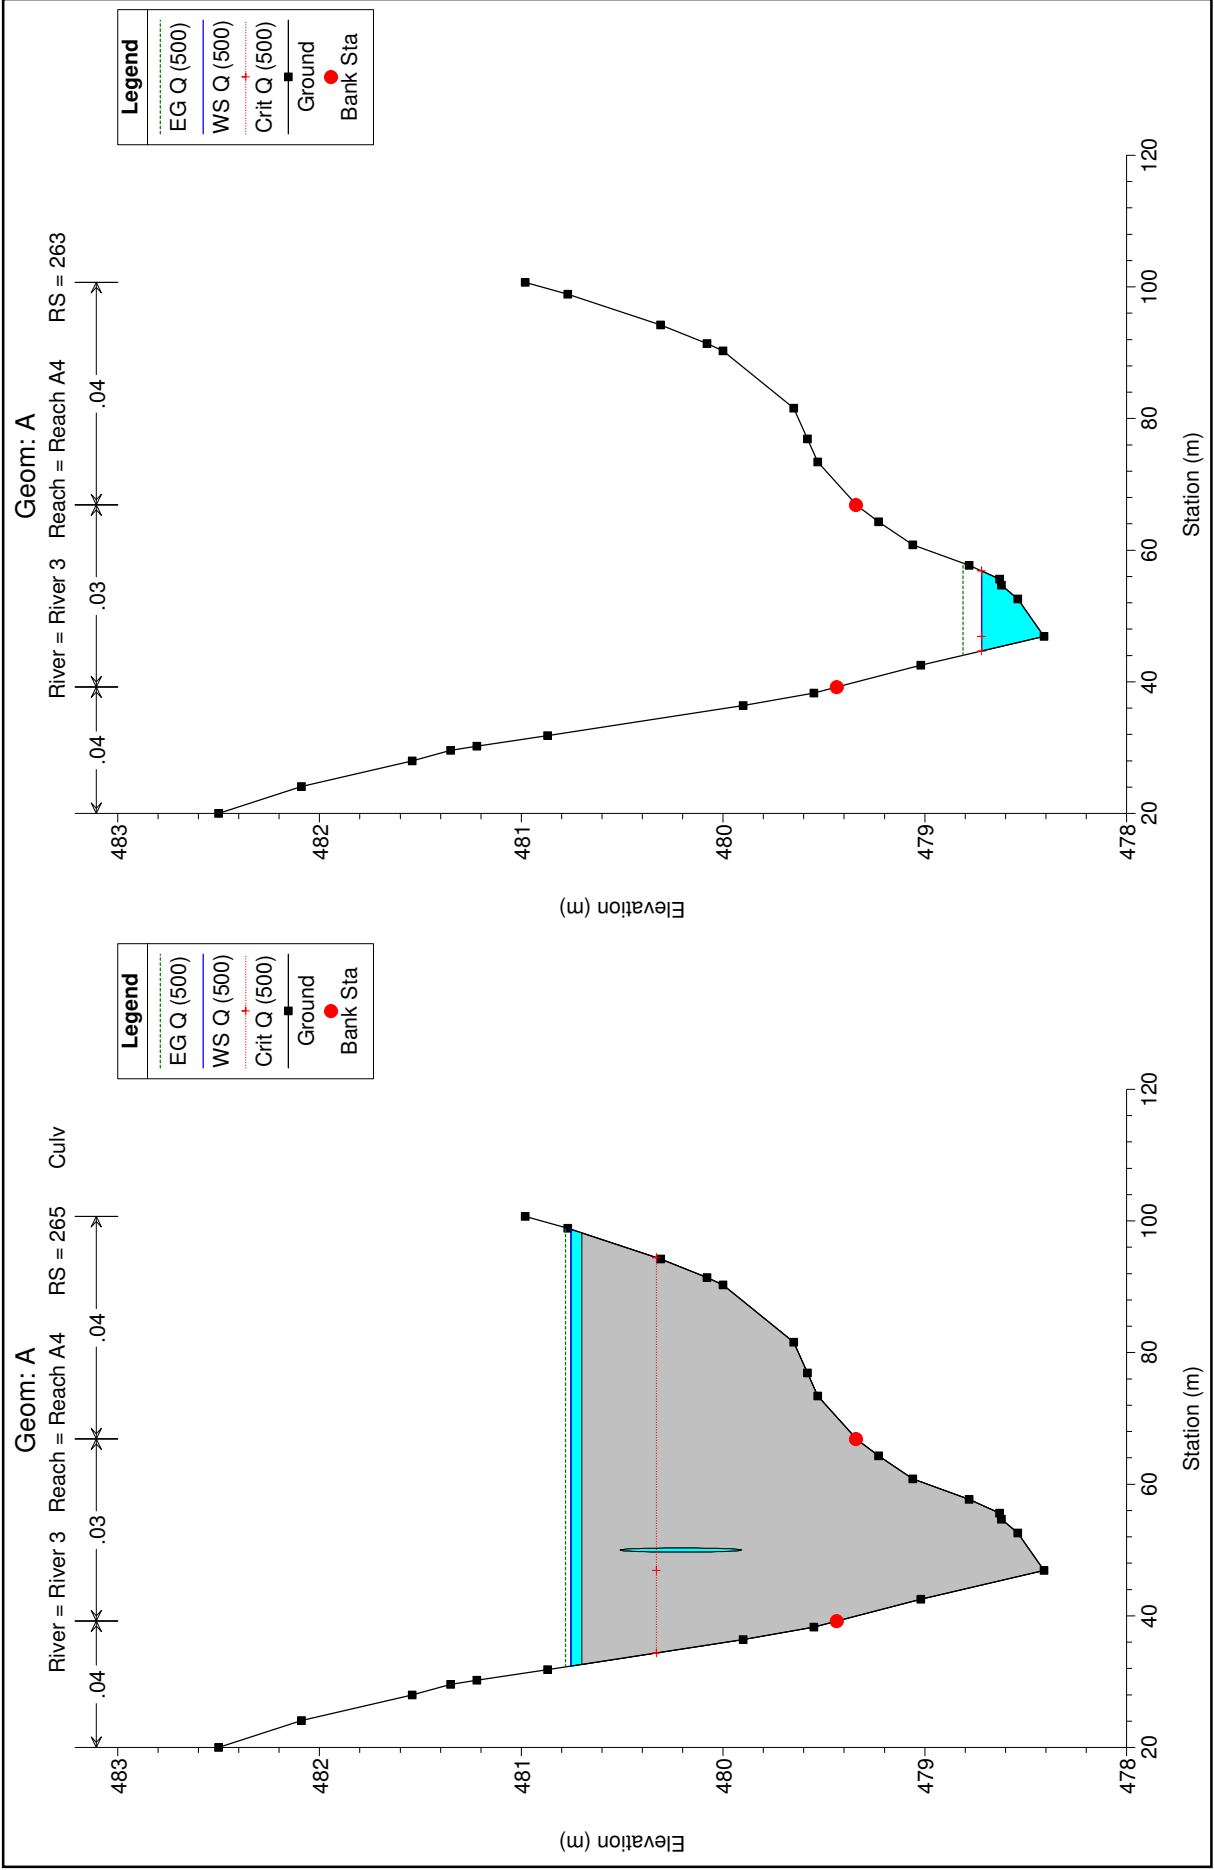 Geom: A
River = River 3 Reach = Reach A4 RS = 265 Culv
.04
.03
.04
Legend
EG Q (500)
WS Q (500)
Crit Q (500)
Ground
Bank Sta
483
482
481
480
479
478
Elevation (m)
20
40
60
80
100
120
Station (m)
Geom: A
River = River 3 Reach = Reach A4 RS = 263
.04
.03
.04
Legend
EG Q (500)
WS Q (500)
Crit Q (500)
Ground
Bank Sta
483
482
481
480
479
478
Elevation (m)
20
40
60
80
100
120
Station (m)